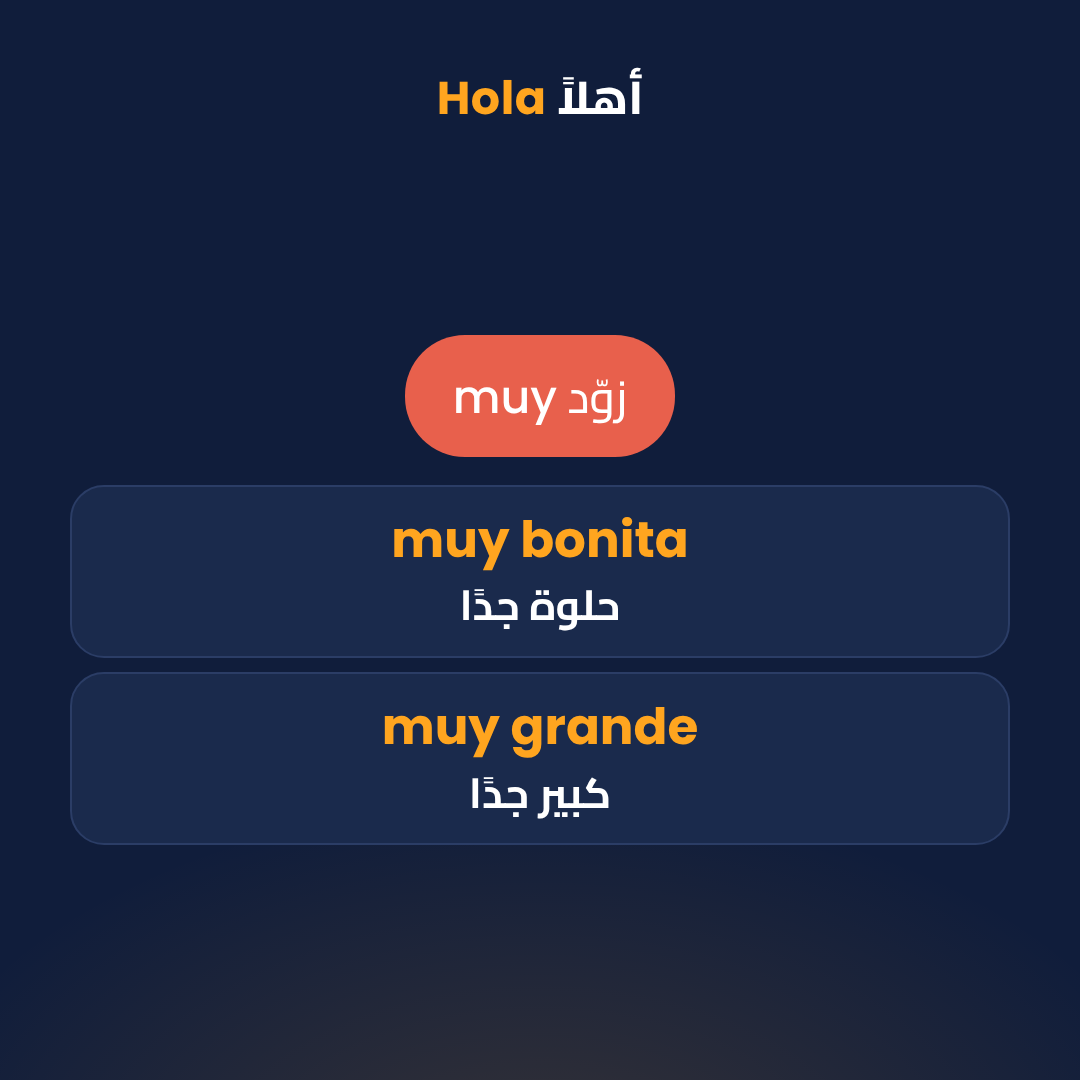 أهلاً Hola
زوّد muy
muy bonita
حلوة جدًا
muy grande
كبير جدًا